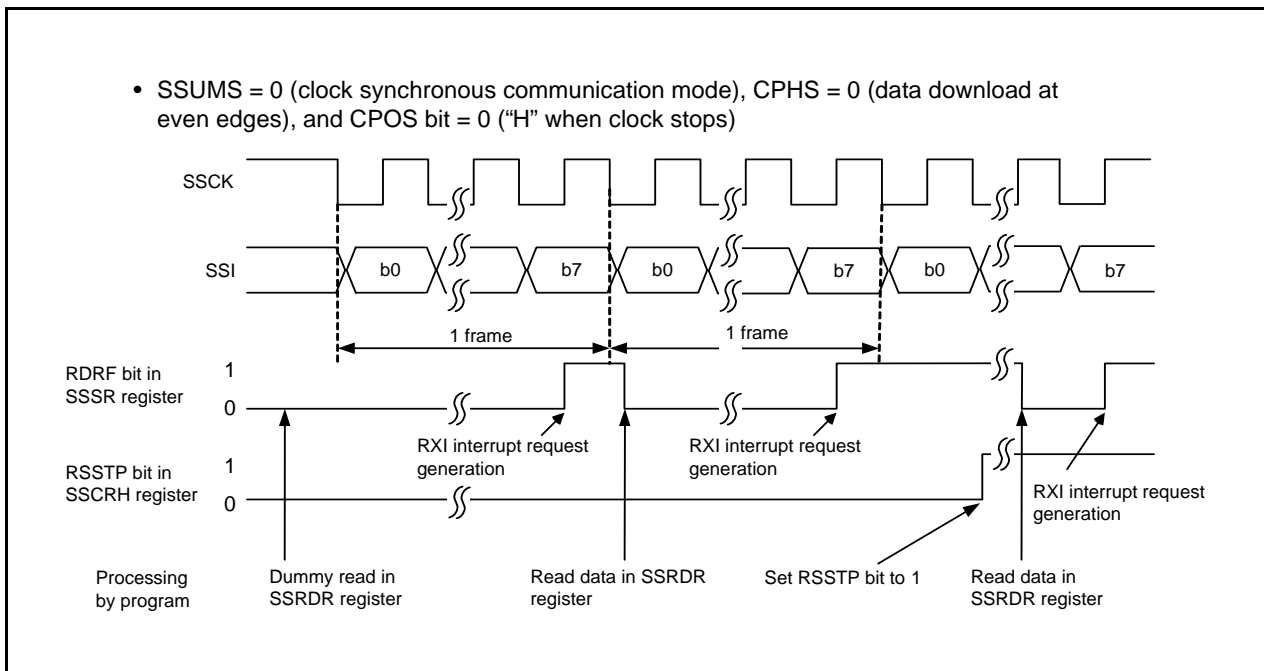 • SSUMS = 0 (clock synchronous communication mode), CPHS = 0 (data download at
even edges), and CPOS bit = 0 (“H” when clock stops)
SSCK
SSI
b0
b7
b0
b7
b0
b7
1 frame
1 frame
RDRF bit in
SSSR register
1
0
RXI interrupt request
generation
RXI interrupt request
generation
RXI interrupt request
generation
RSSTP bit in
SSCRH register
1
0
Processing
by program
Dummy read in
SSRDR register
Read data in SSRDR
register
Set RSSTP bit to 1
Read data in
SSRDR register